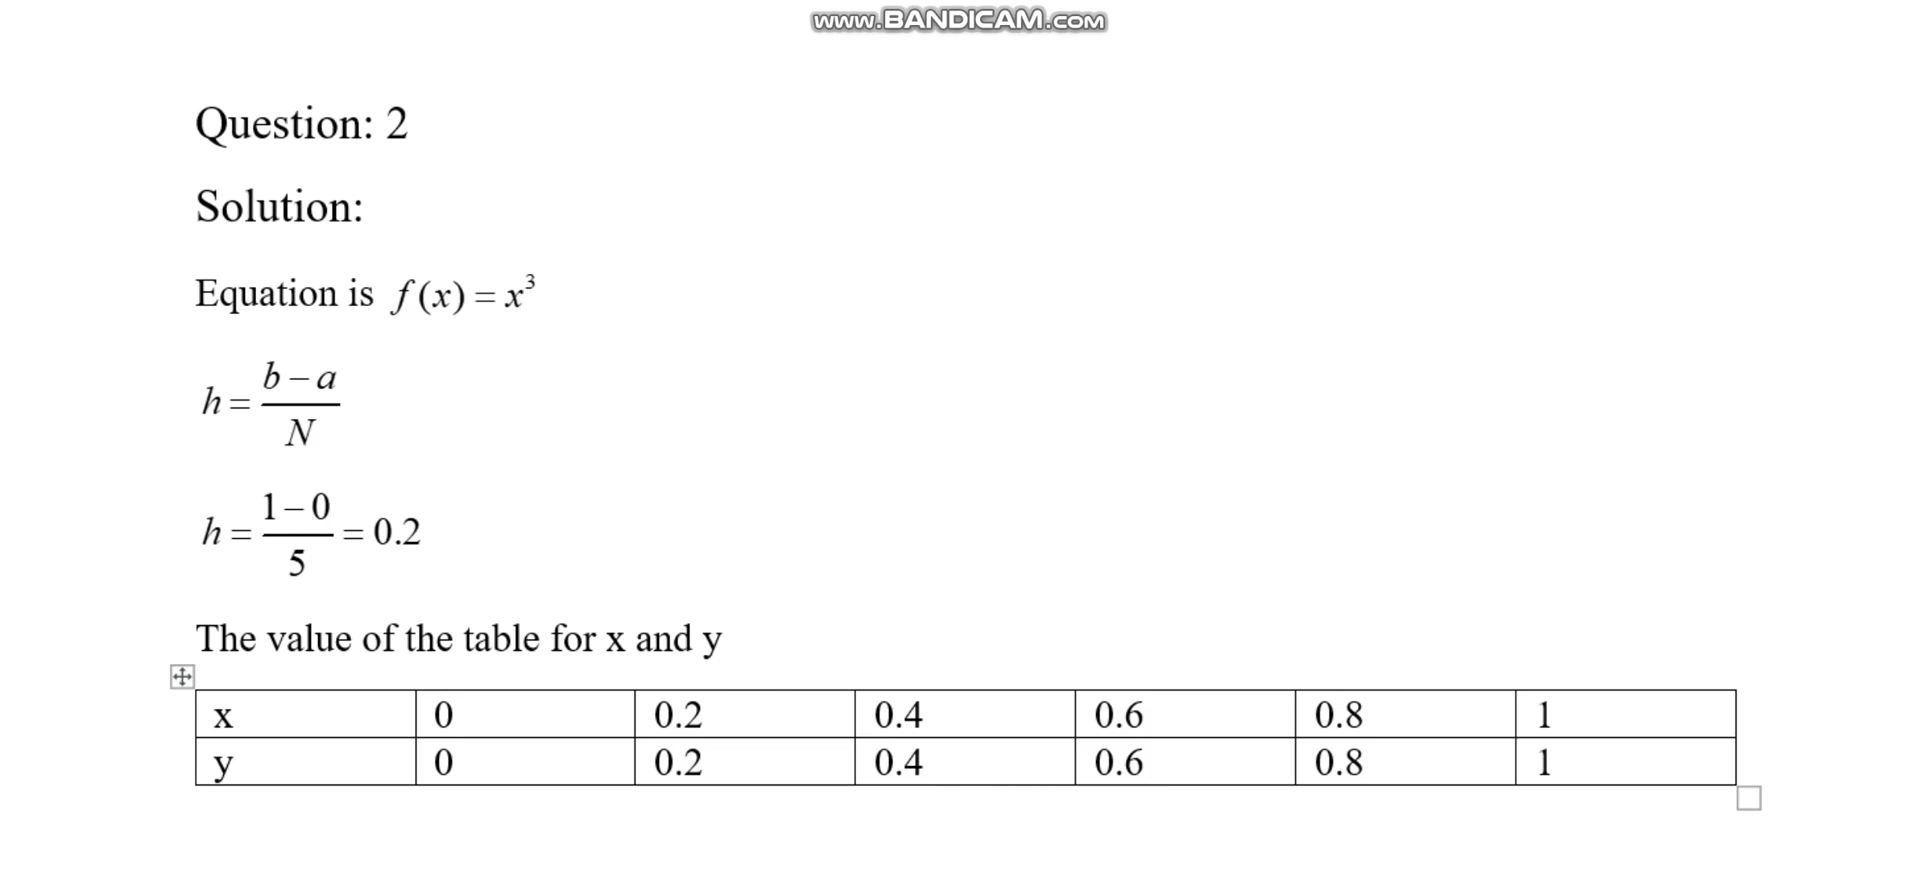 www.BANDICAM.com
Question: 2
Solution:
Equation is f(x) = x³
h = (b − a)/N
h = (1 − 0)/5 = 0.2
The value of the table for x and y
x 0 0.2 0.4 0.6 0.8 1
y 0 0.2 0.4 0.6 0.8 1